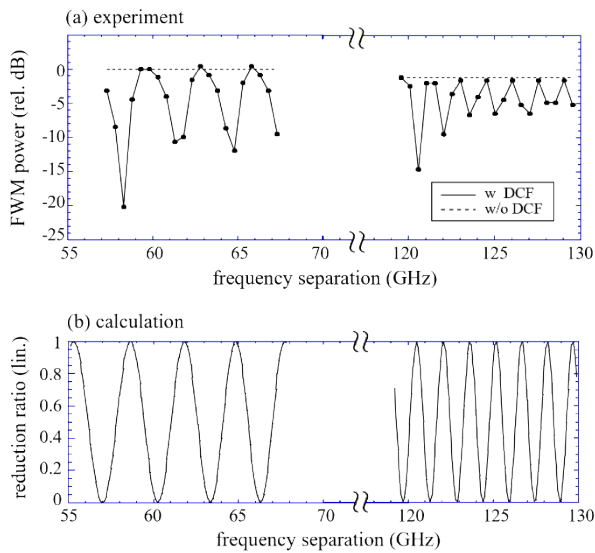 (a) experiment
FWM power (rel. dB)
0
-5
-10
-15
-20
-25
w DCF
w/o DCF
55 60 65 70 120 125 130
frequency separation (GHz)
(b) calculation
reduction ratio (lin.)
1
0.8
0.6
0.4
0.2
0
55 60 65 70 120 125 130
frequency separation (GHz)